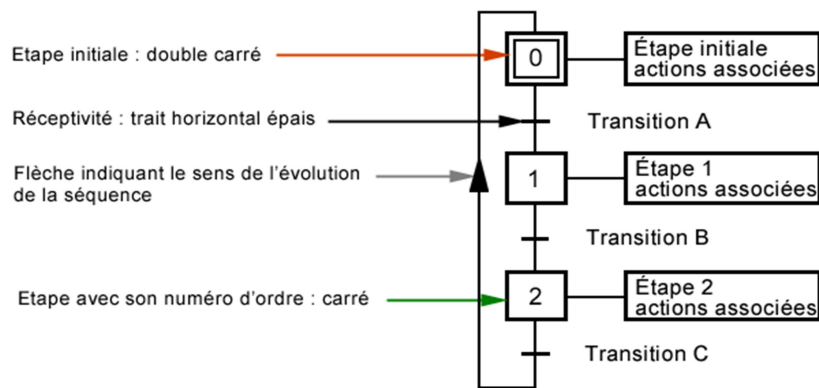 Etape initiale : double carré
0
Étape initiale
actions associées
Réceptivité : trait horizontal épais
Transition A
Flèche indiquant le sens de l'évolution
de la séquence
1
Étape 1
actions associées
Transition B
Etape avec son numéro d'ordre : carré
2
Étape 2
actions associées
Transition C